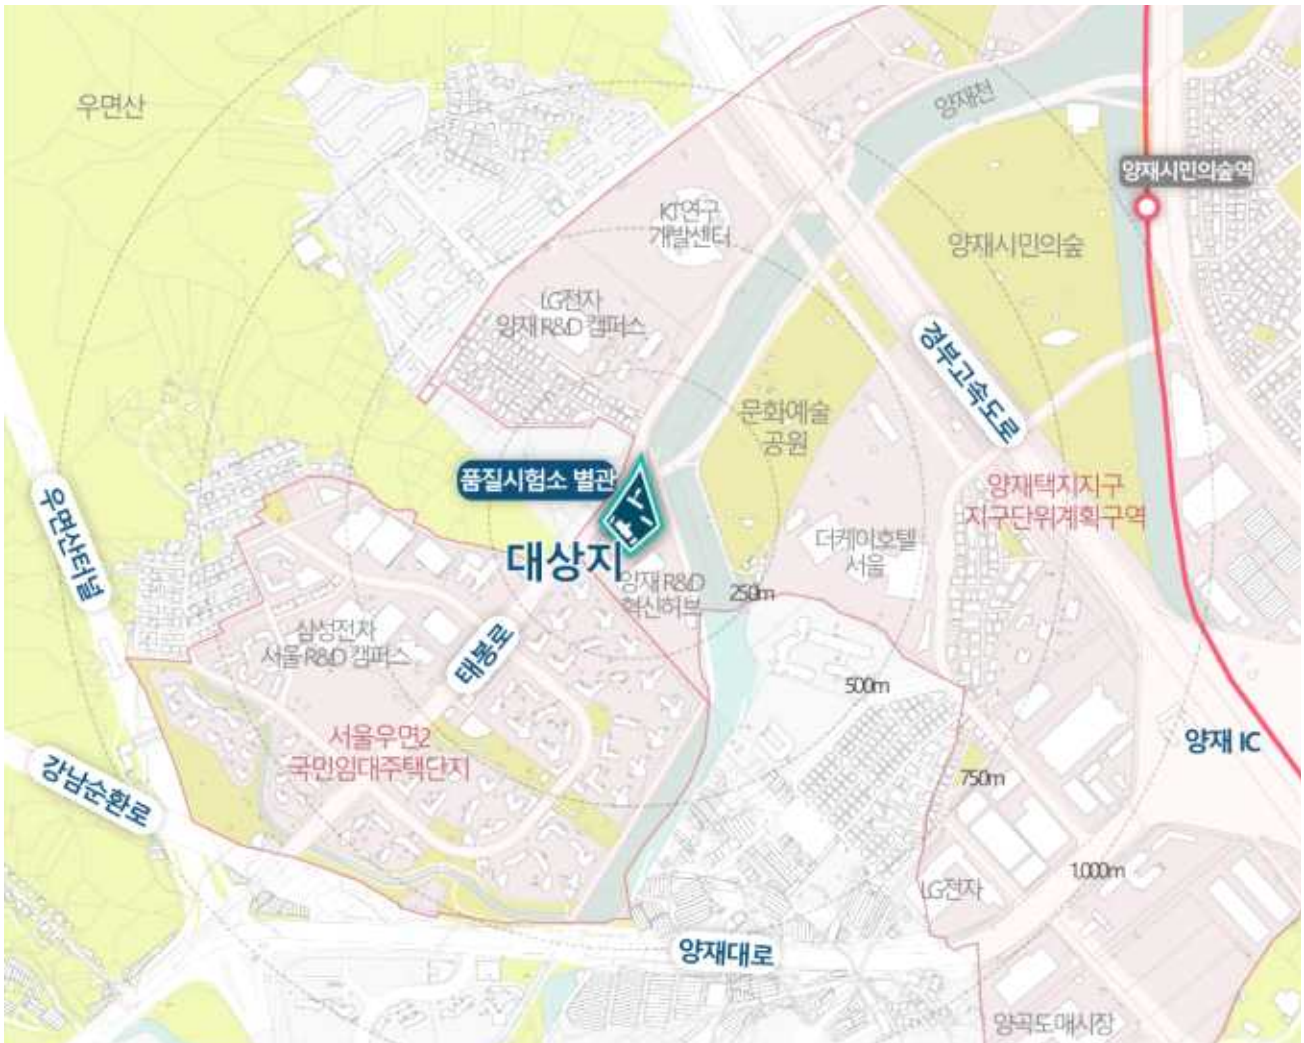 우면산
양재천
양재시민의숲역
KT연구
개발센터
양재시민의숲
LG전자
양재 R&D 캠퍼스
경부고속도로
문화예술
공원
품질시험소 별관
양재택지지구
지구단위계획구역
우면산터널
대상지
더케이호텔
서울
양재 R&D
혁신허브
250m
삼성전자
서울 R&D 캠퍼스
태봉로
500m
서울우면2
국민임대주택단지
양재 IC
강남순환로
750m
1,000m
LG전자
양재대로
양곡도매시장